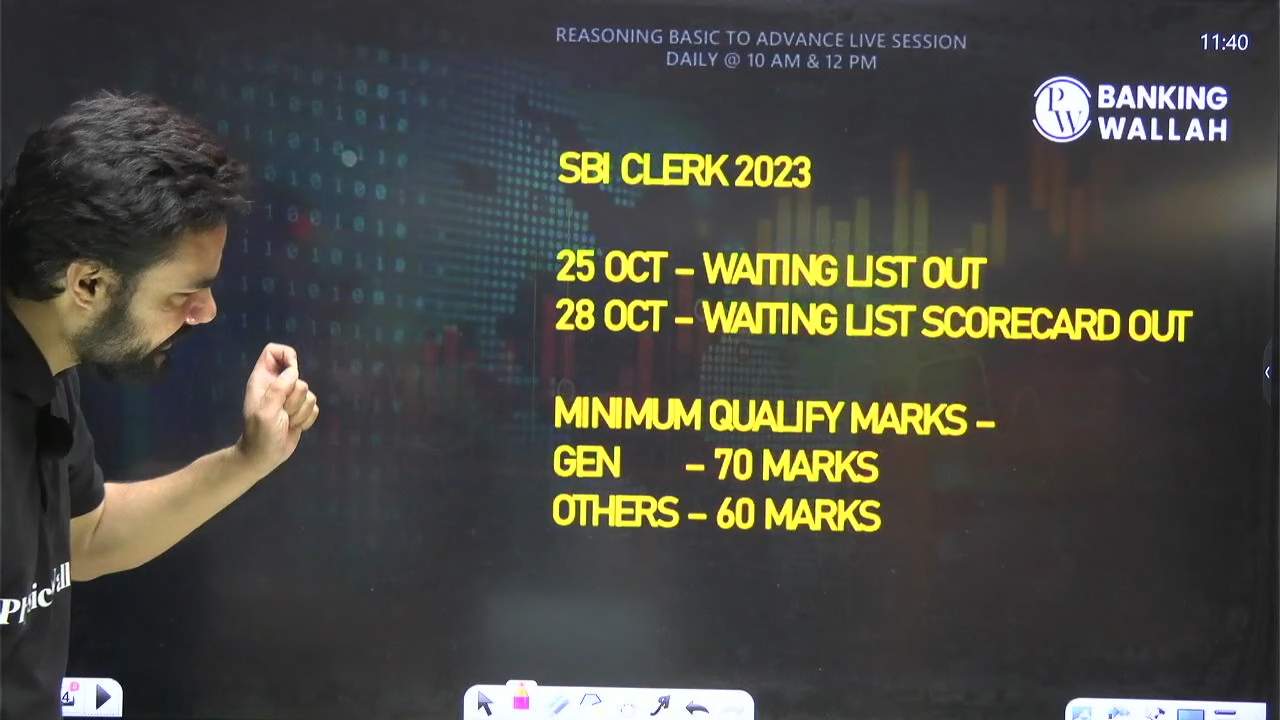 REASONING BASIC TO ADVANCE LIVE SESSION
DAILY @ 10 AM & 12 PM
11:40
PW BANKING WALLAH
SBI CLERK 2023
25 OCT – WAITING LIST OUT
28 OCT – WAITING LIST SCORECARD OUT
MINIMUM QUALIFY MARKS –
GEN – 70 MARKS
OTHERS – 60 MARKS